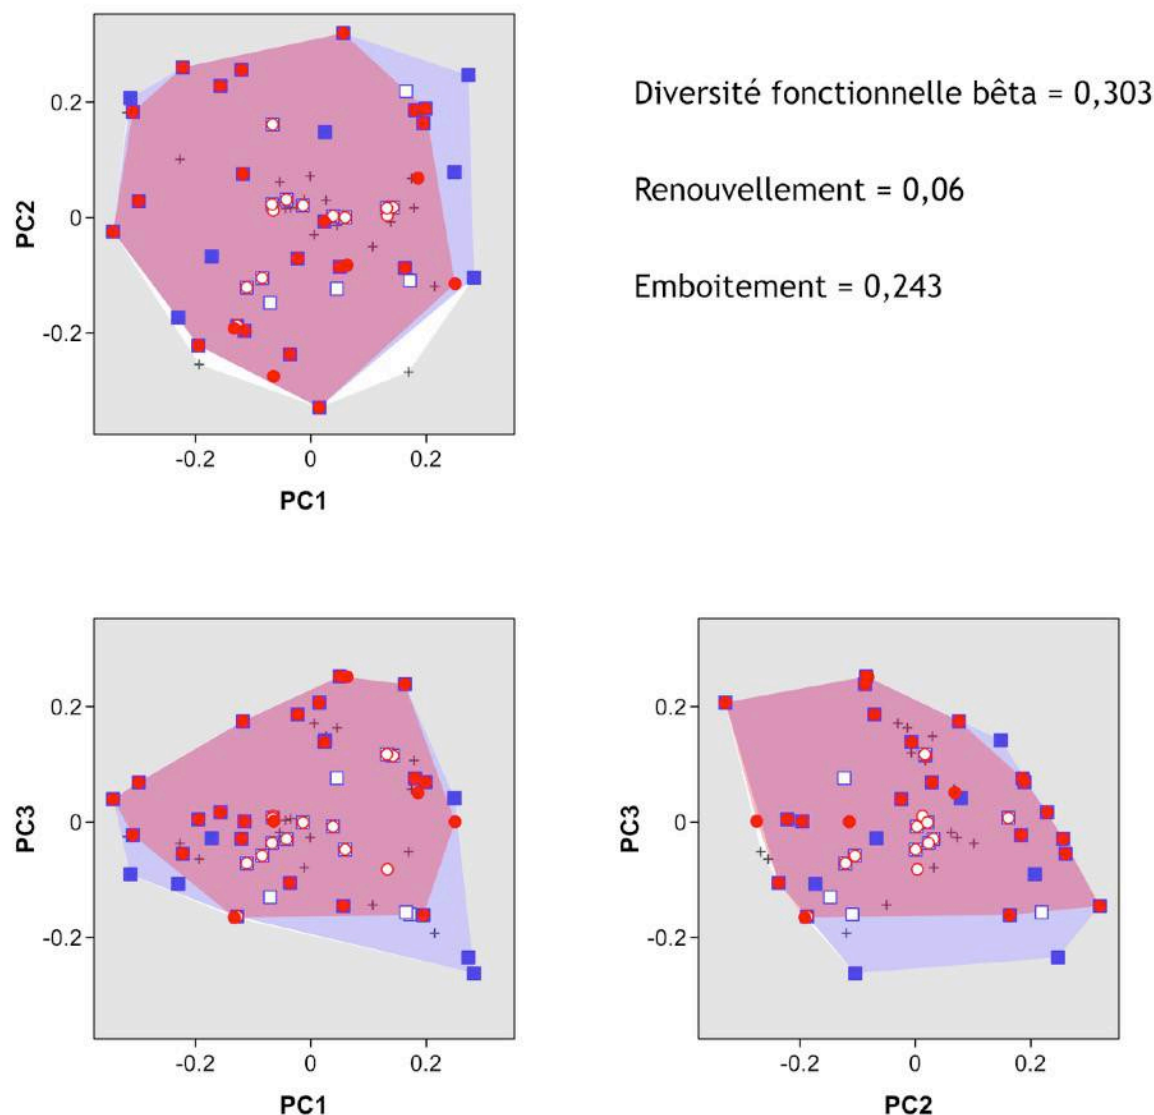 Diversité fonctionnelle bêta = 0,303
Renouvellement = 0,06
Emboitement = 0,243
PC2
0.2
0
-0.2
-0.2 0 0.2
PC1
PC3
0.2
0
-0.2
-0.2 0 0.2
PC1
PC3
0.2
0
-0.2
-0.2 0 0.2
PC2